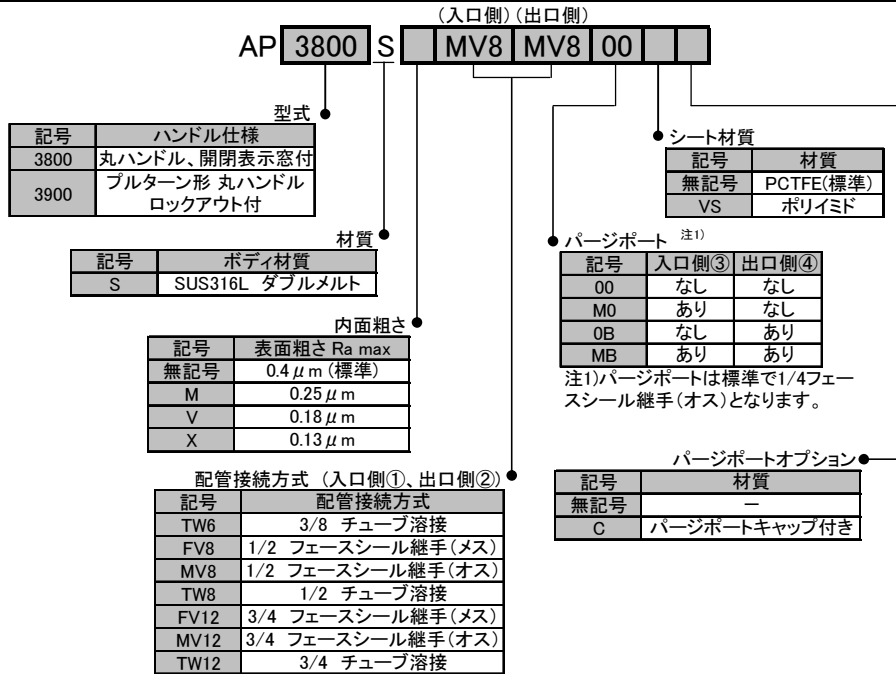 (入口側)(出口側)
AP 3800 S MV8 MV8 00
型式
記号 ハンドル仕様
3800 丸ハンドル、開閉表示窓付
3900 プルターン形 丸ハンドル
ロックアウト付
材質
記号 ボディ材質
S SUS316L ダブルメルト
内面粗さ
記号 表面粗さ Ra max
無記号 0.4μm(標準)
M 0.25μm
V 0.18μm
X 0.13μm
配管接続方式 (入口側①、出口側②)
記号 配管接続方式
TW6 3/8 チューブ溶接
FV8 1/2 フェースシール継手(メス)
MV8 1/2 フェースシール継手(オス)
TW8 1/2 チューブ溶接
FV12 3/4 フェースシール継手(メス)
MV12 3/4 フェースシール継手(オス)
TW12 3/4 チューブ溶接
シート材質
記号 材質
無記号 PCTFE(標準)
VS ポリイミド
パージポート 注1)
記号 入口側③ 出口側④
00 なし なし
M0 あり なし
0B なし あり
MB あり あり
注1)パージポートは標準で1/4フェー
スシール継手(オス)となります。
パージポートオプション
記号 材質
無記号 −
C パージポートキャップ付き